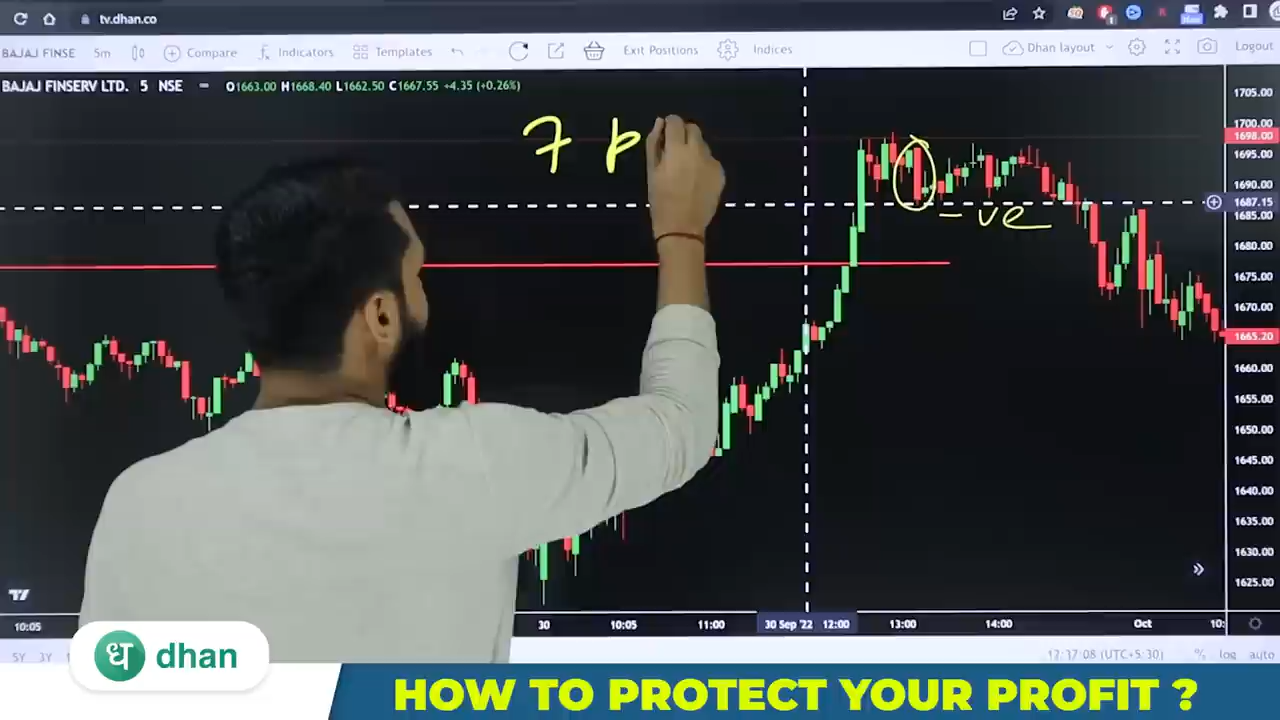 tv.dhan.co
BAJAJ FINSE 5m Compare Indicators Templates Exit Positions Indices Dhan layout Logout
BAJAJ FINSERV LTD. 5 NSE O1663.00 H1668.40 L1662.50 C1667.55 +4.35 (+0.26%)
7 p
-ve
1705.00
1700.00
1698.00
1695.00
1690.00
1687.15
1685.00
1680.00
1675.00
1670.00
1665.20
1660.00
1655.00
1650.00
1645.00
1640.00
1635.00
1630.00
1625.00
10:05 30 10:05 11:00 30 Sep '22 12:00 13:00 14:00 Oct 10:
5Y 3Y (UTC+5:30) % log auto
ध dhan
HOW TO PROTECT YOUR PROFIT ?